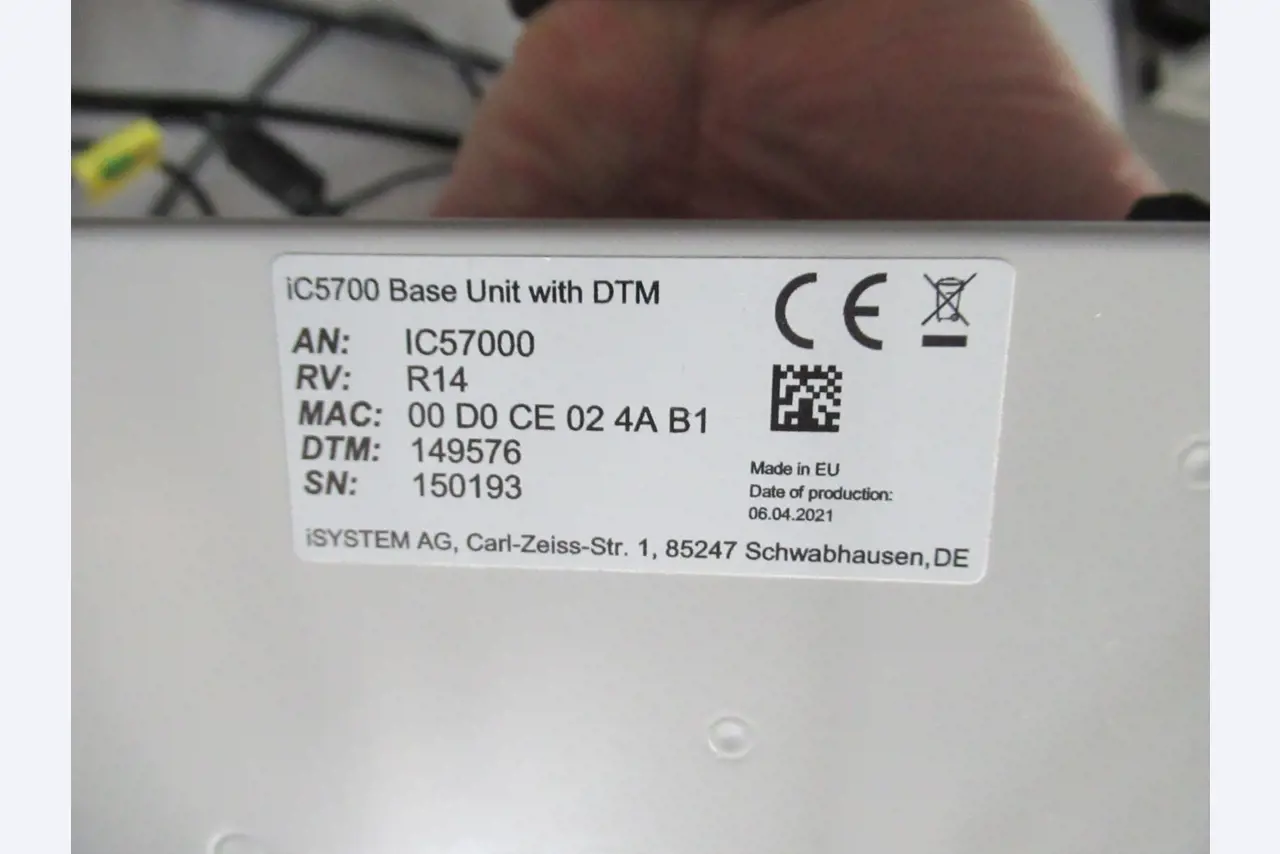 iC5700 Base Unit with DTM
AN: IC57000
RV: R14
MAC: 00 D0 CE 02 4A B1
DTM: 149576
SN: 150193
CE
Made in EU
Date of production:
06.04.2021
iSYSTEM AG, Carl-Zeiss-Str. 1, 85247 Schwabhausen, DE